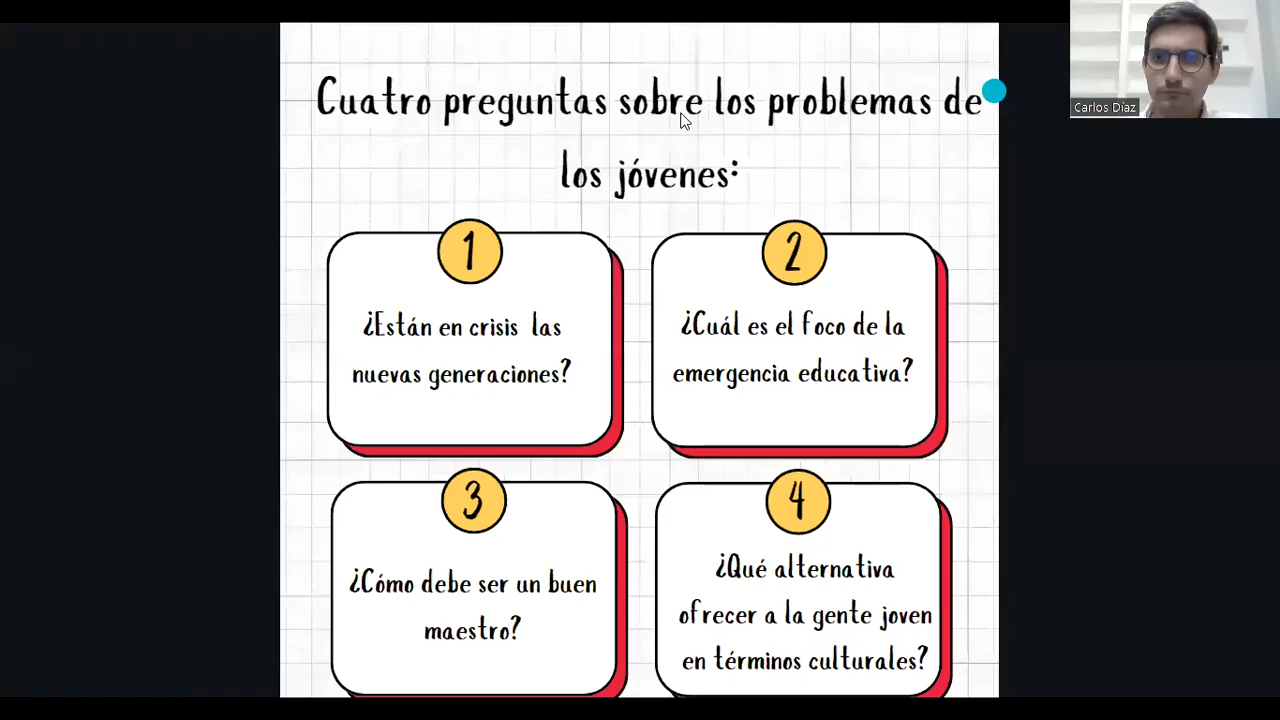 Cuatro preguntas sobre los problemas de
los jóvenes:
Carlos Díaz
1
¿Están en crisis las
nuevas generaciones?
2
¿Cuál es el foco de la
emergencia educativa?
3
¿Cómo debe ser un buen
maestro?
4
¿Qué alternativa
ofrecer a la gente joven
en términos culturales?